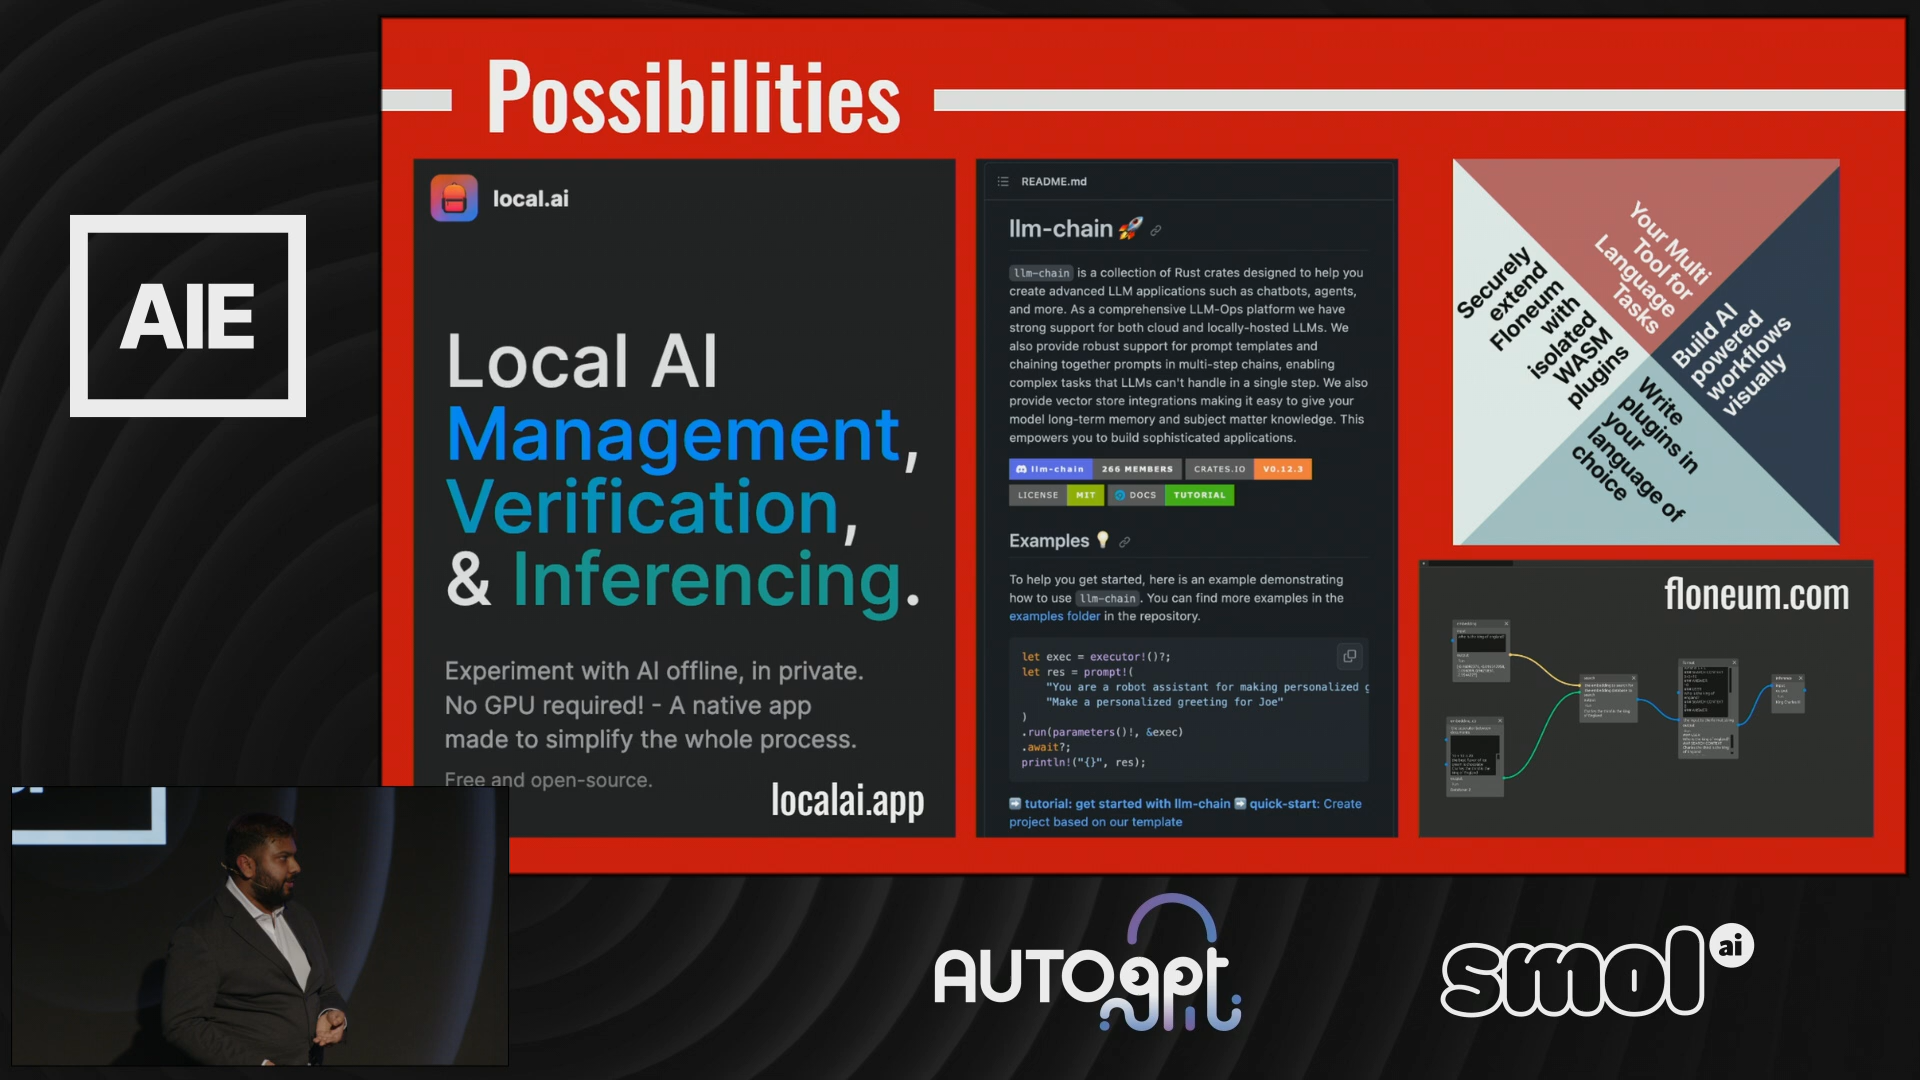 Possibilities
AIE
local.ai
Local AI
Management,
Verification,
& Inferencing.
Experiment with AI offline, in private.
No GPU required! - A native app
made to simplify the whole process.
Free and open-source.
localai.app
README.md
llm-chain 🚀
llm-chain is a collection of Rust crates designed to help you
create advanced LLM applications such as chatbots, agents,
and more. As a comprehensive LLM-Ops platform we have
strong support for both cloud and locally-hosted LLMs. We
also provide robust support for prompt templates and
chaining together prompts in multi-step chains, enabling
complex tasks that LLMs can't handle in a single step. We also
provide vector store integrations making it easy to give your
model long-term memory and subject matter knowledge. This
empowers you to build sophisticated applications.
llm-chain 266 MEMBERS CRATES.IO V0.12.3
LICENSE MIT DOCS TUTORIAL
Examples 💡
To help you get started, here is an example demonstrating
how to use llm-chain. You can find more examples in the
examples folder in the repository.
let exec = executor!()?;
let res = prompt!(
"You are a robot assistant for making personalized g
"Make a personalized greeting for Joe"
)
.run(parameters()!, &exec)
.await?;
println!("{}", res);
➡️ tutorial: get started with llm-chain ➡️ quick-start: Create
project based on our template
Your Multi
Tool for
Language
Tasks
Securely
extend
Floneum
with
isolated
WASM
plugins
Build AI
powered
workflows
visually
Write
plugins in
your
language of
choice
floneum.com
AUTOgpt
smol ai